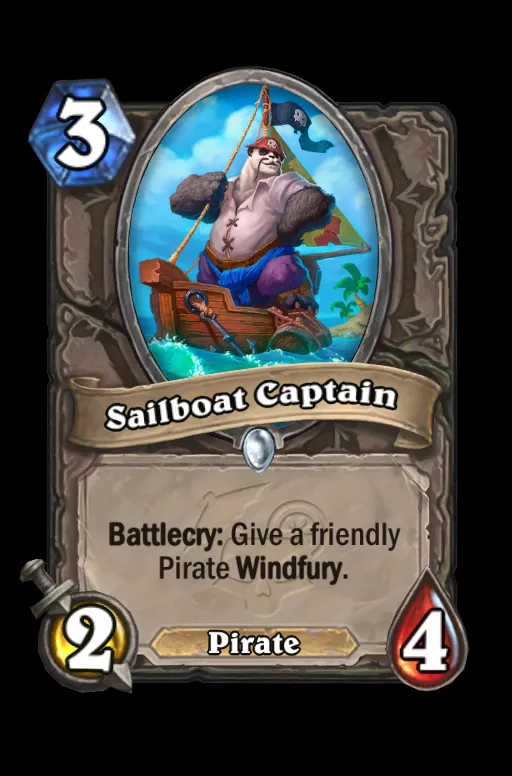 3
Sailboat Captain
Battlecry: Give a friendly
Pirate Windfury.
2
Pirate
4